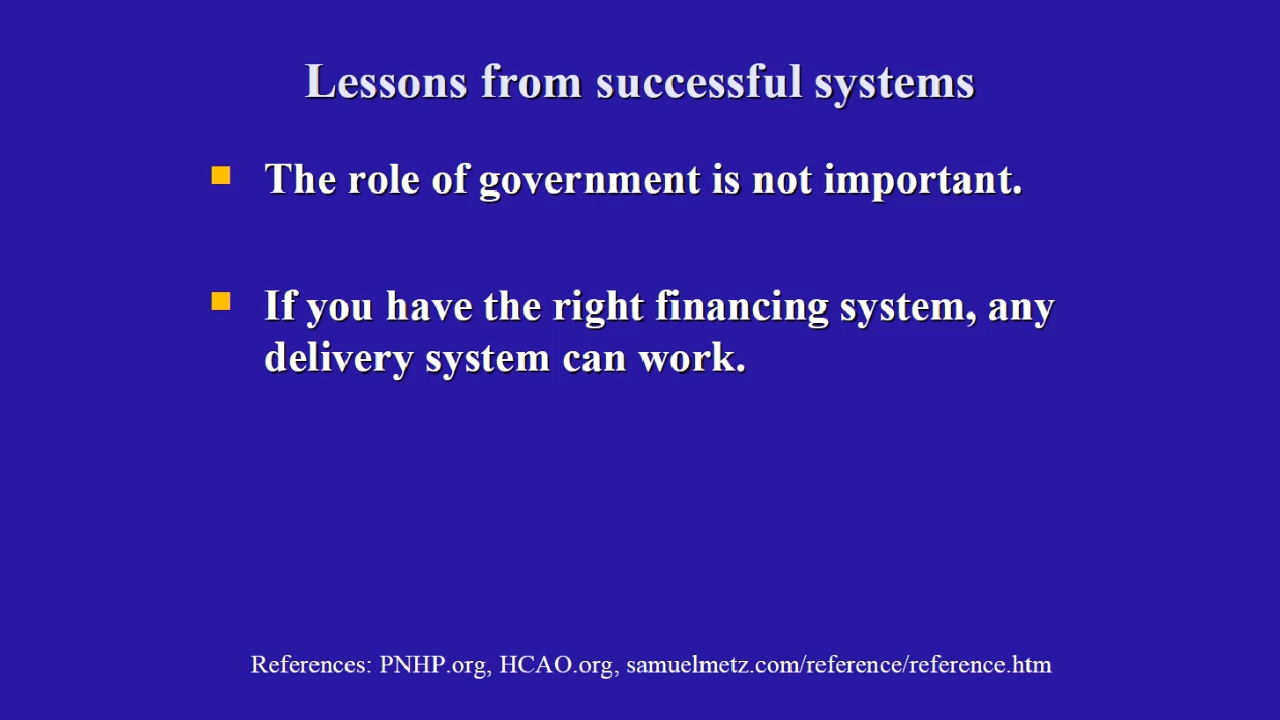 Lessons from successful systems
The role of government is not important.
If you have the right financing system, any
delivery system can work.
References: PNHP.org, HCAO.org, samuelmetz.com/reference/reference.htm